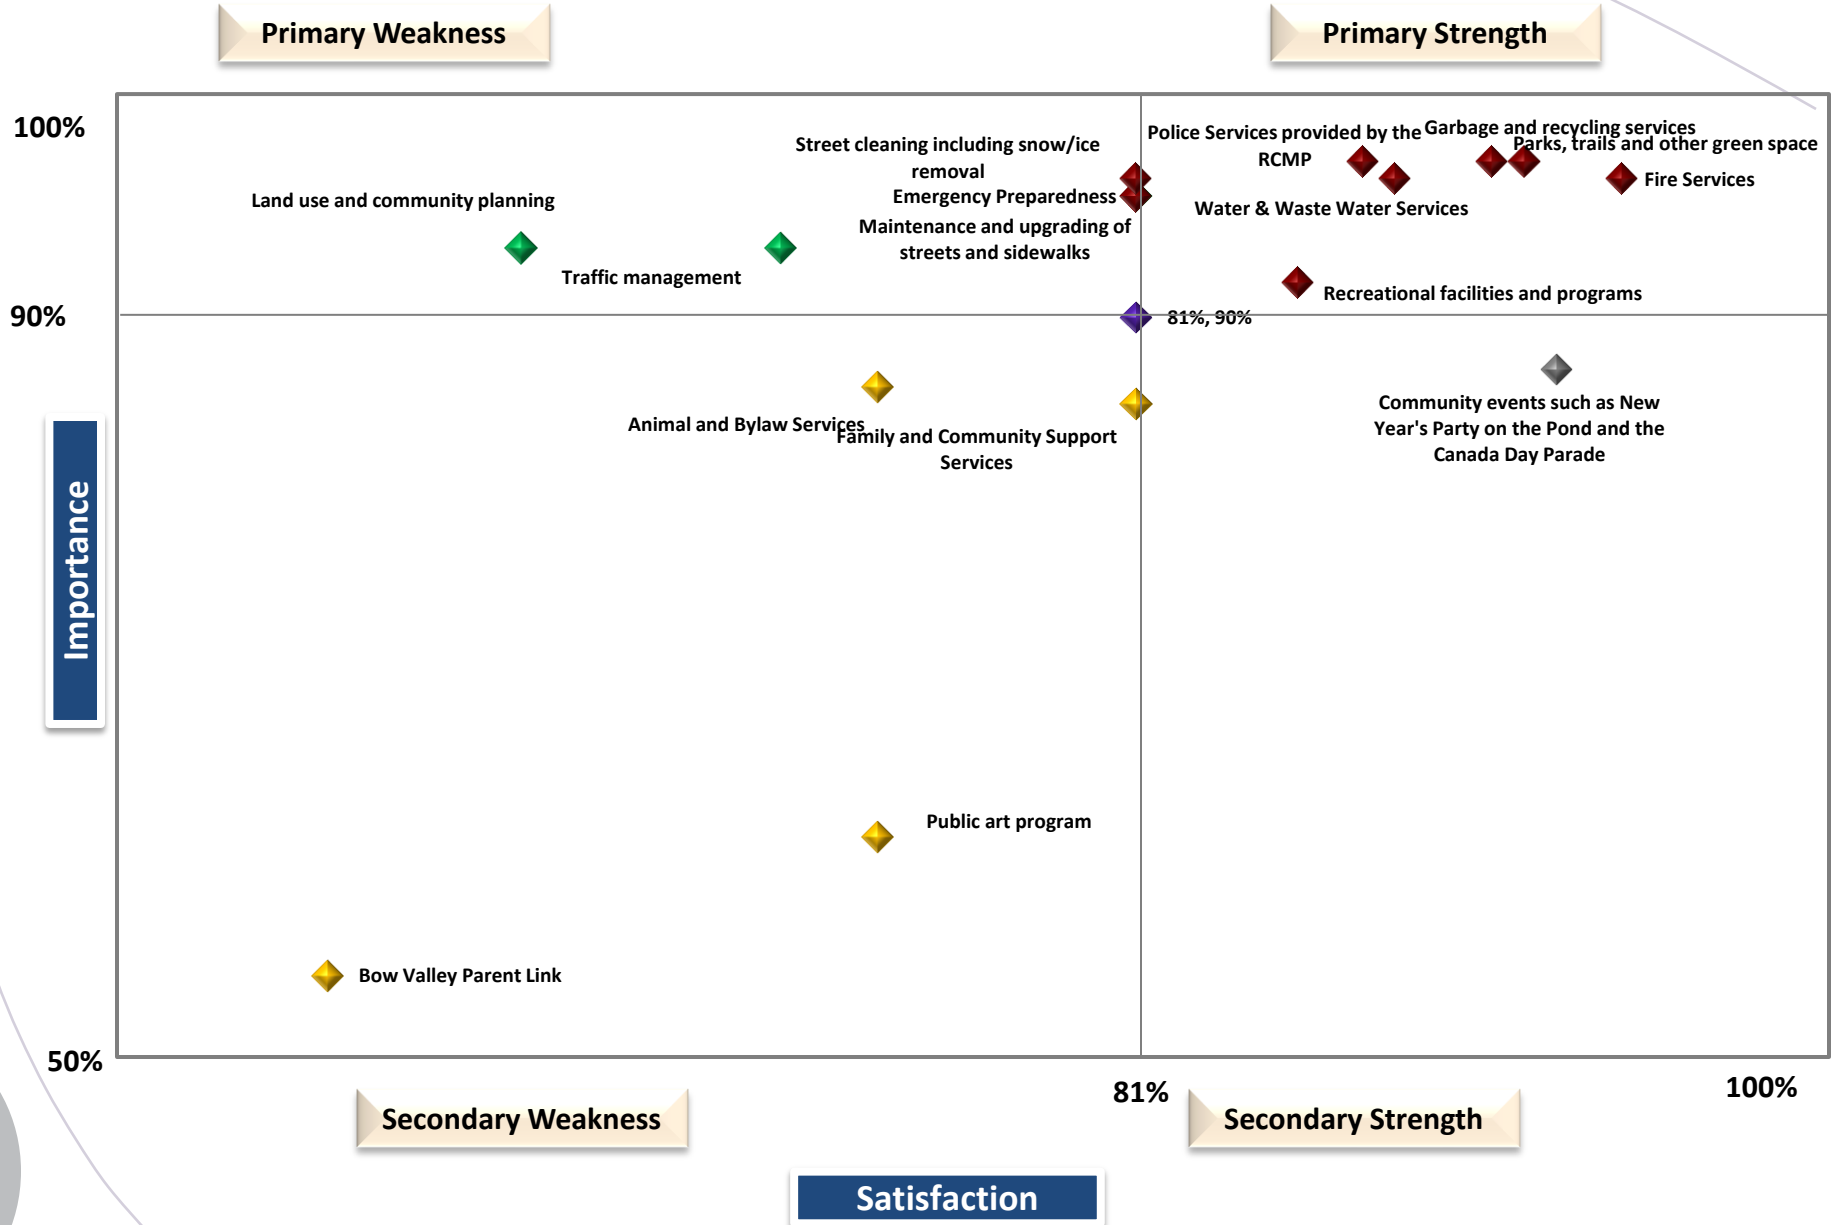 Primary Weakness
Primary Strength
100%
Street cleaning including snow/ice
removal
Police Services provided by the
RCMP
Garbage and recycling services
Parks, trails and other green space
Fire Services
Emergency Preparedness
Land use and community planning
Water & Waste Water Services
Maintenance and upgrading of
streets and sidewalks
Traffic management
Recreational facilities and programs
90%
81%, 90%
Animal and Bylaw Services
Family and Community Support
Services
Community events such as New
Year's Party on the Pond and the
Canada Day Parade
Importance
Public art program
Bow Valley Parent Link
50%
81%
100%
Secondary Weakness
Secondary Strength
Satisfaction